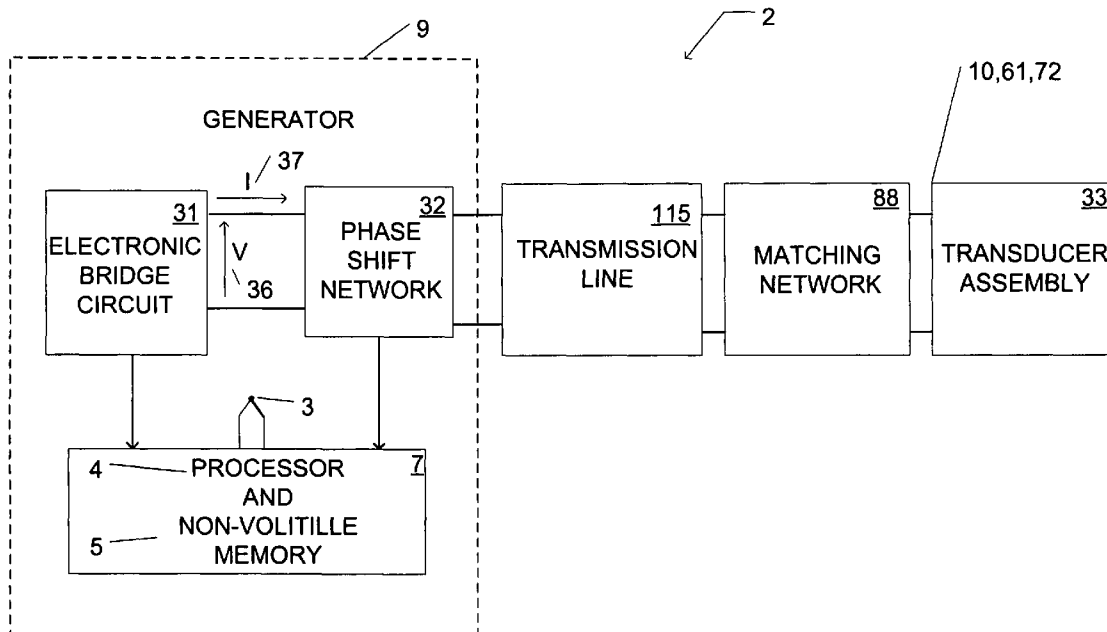 9
2
10,61,72
GENERATOR
I
37
31
ELECTRONIC
BRIDGE
CIRCUIT
V
36
32
PHASE
SHIFT
NETWORK
115
TRANSMISSION
LINE
88
MATCHING
NETWORK
33
TRANSDUCER
ASSEMBLY
3
4
7
PROCESSOR
AND
NON-VOLITILLE
MEMORY
5